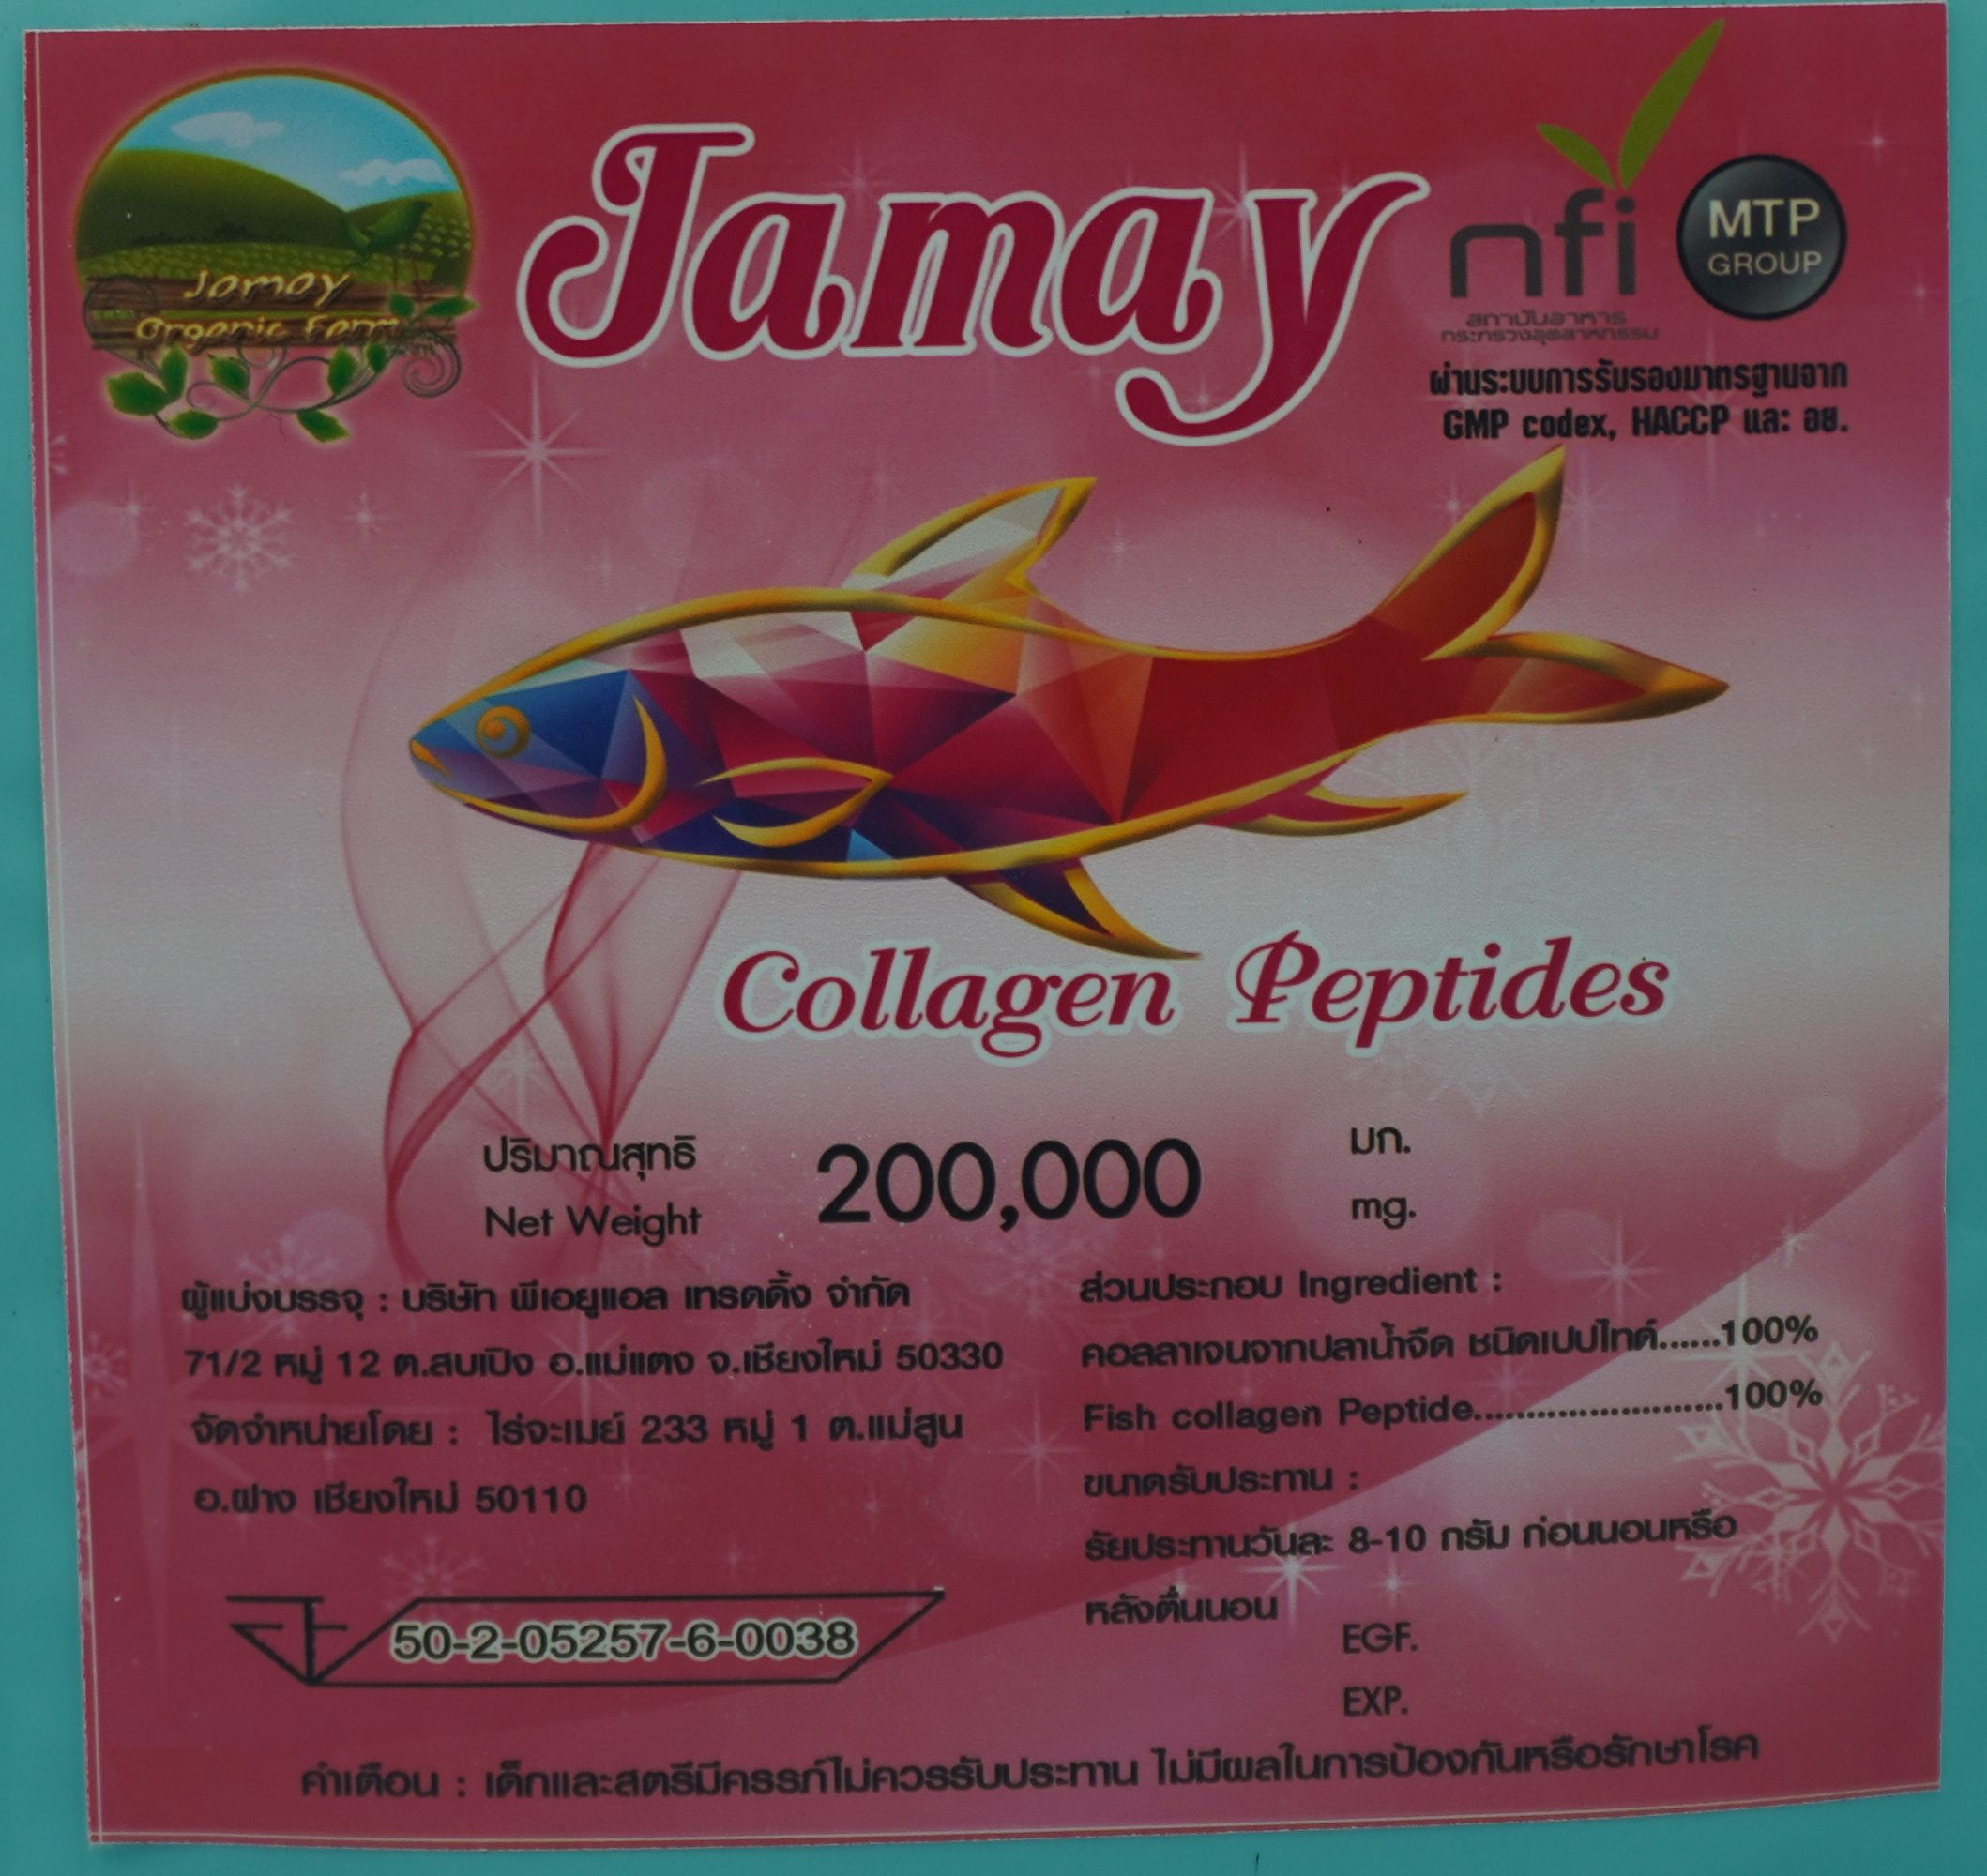 Jamay
Organic Farm
Jamay
nfi
สถาบันอาหาร
กระทรวงอุตสาหกรรม
MTP
GROUP
ผ่านระบบการรับรองมาตรฐานจาก
GMP codex, HACCP และ อย.
Collagen Peptides
ปริมาณสุทธิ 200,000 มก.
Net Weight mg.
ผู้แบ่งบรรจุ : บริษัท พีเอยูแอล เทรดดิ้ง จำกัด
71/2 หมู่ 12 ต.สบเปิง อ.แม่แตง จ.เชียงใหม่ 50330
จัดจำหน่ายโดย : ไร่จะเมย์ 233 หมู่ 1 ต.แม่สูน
อ.ฝาง เชียงใหม่ 50110
อย 50-2-05257-6-0038
ส่วนประกอบ Ingredient :
คอลลาเจนจากปลาน้ำจืด ชนิดเปปไทด์......100%
Fish collagen Peptide........................100%
ขนาดรับประทาน :
รัยประทานวันละ 8-10 กรัม ก่อนนอนหรือ
หลังตื่นนอน
EGF.
EXP.
คำเตือน : เด็กและสตรีมีครรภ์ไม่ควรรับประทาน ไม่มีผลในการป้องกันหรือรักษาโรค